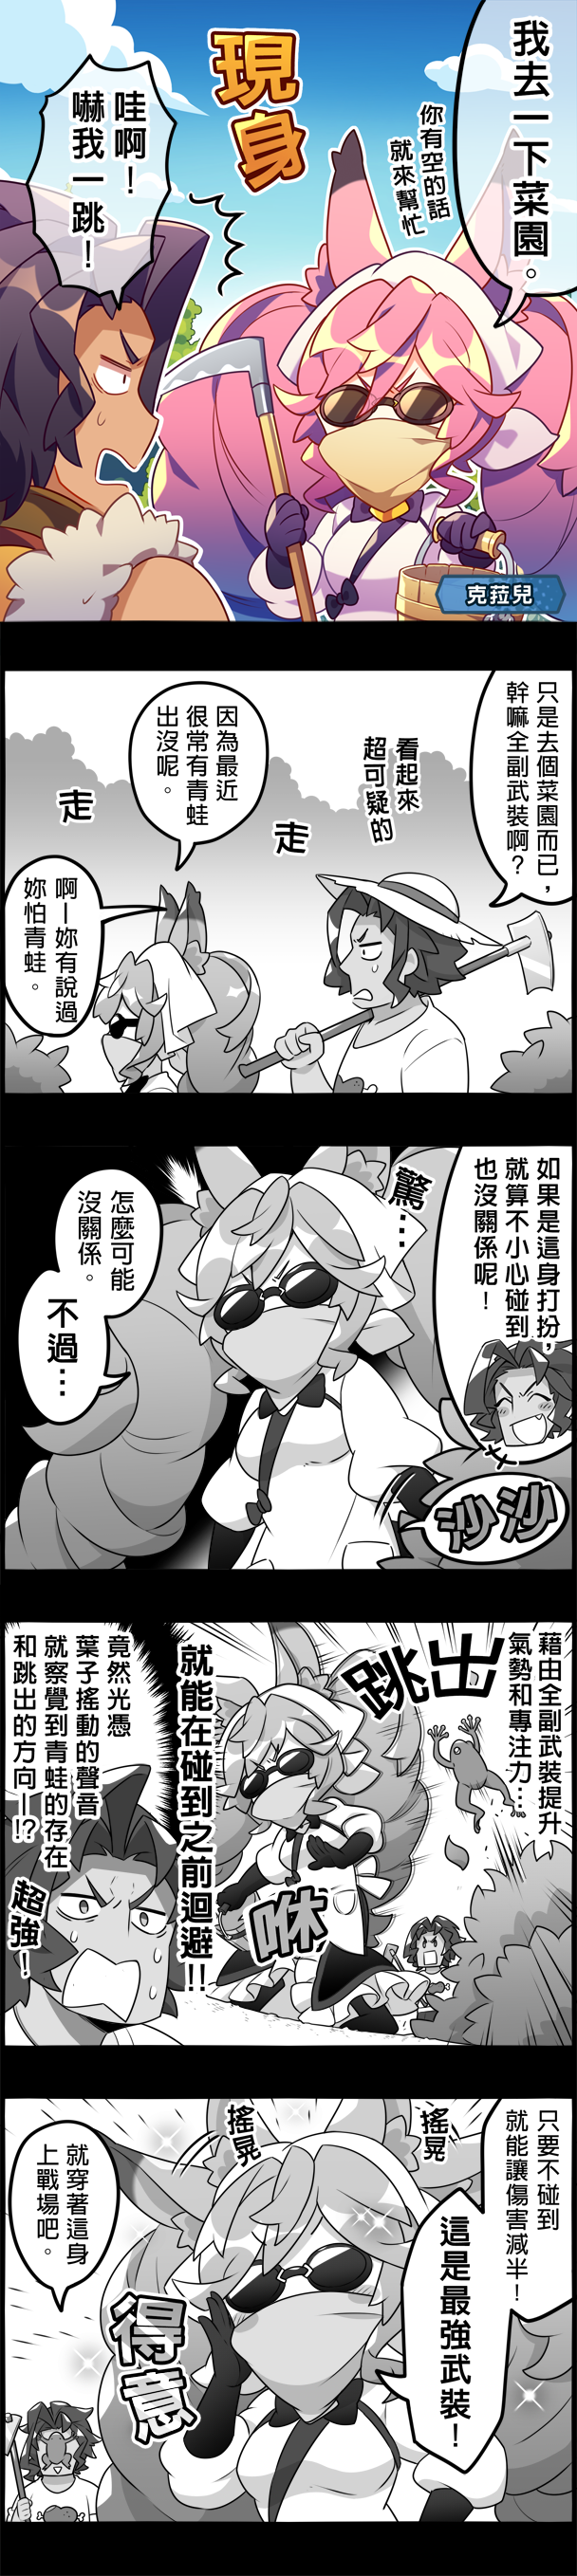 我去一下菜園。
你有空的話
就來幫忙
現身
哇啊！
嚇我一跳！
克菈兒
只是去個菜園而已，
幹嘛全副武裝啊？
看起來
超可疑的
走
因為最近
很常有青蛙
出沒呢。
走
啊—妳有說過
妳怕青蛙。
如果是這身打扮，
就算不小心碰到
也沒關係呢！
驚…
沙沙
怎麼可能
沒關係。
不過…
藉由全副武裝提升
氣勢和專注力…
跳出
就能在碰到之前迴避!!
咻
竟然光憑
葉子搖動的聲音
就察覺到青蛙的存在
和跳出的方向—!?
超強！
只要不碰到
就能讓傷害減半！
這是最強武裝！
搖晃
搖晃
得意
就穿著這身
上戰場吧。